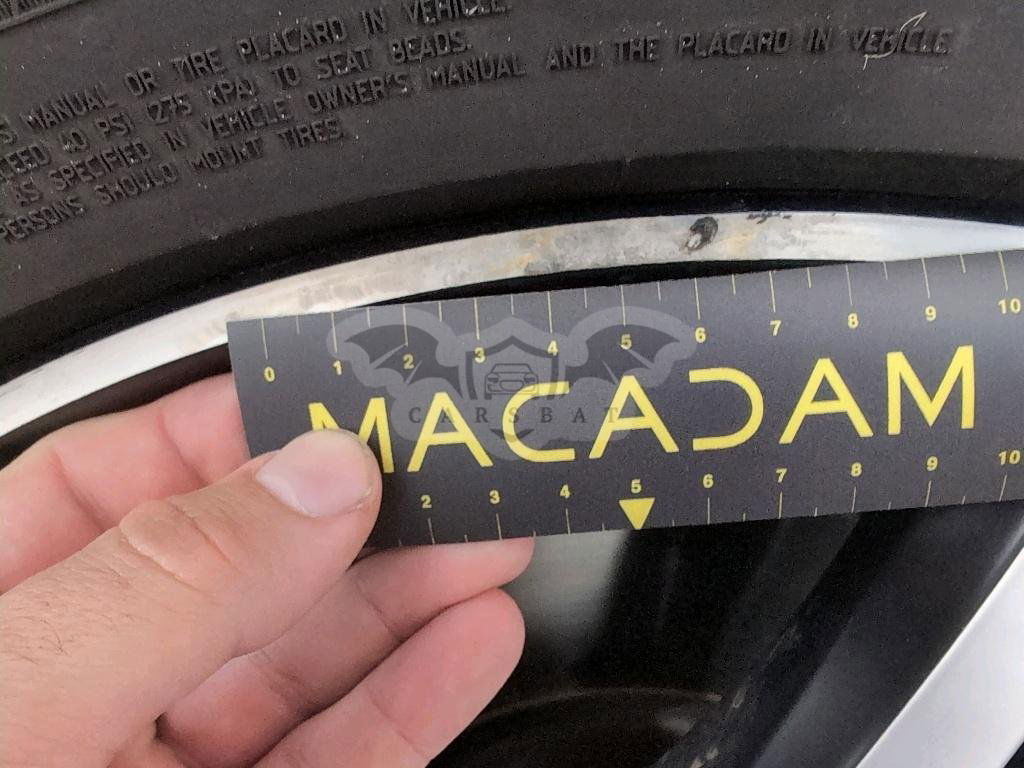 S MANUAL OR TIRE PLACARD IN VEHICLE.
EED 40 PSI (275 KPA) TO SEAT BEADS.
AS SPECIFIED IN VEHICLE OWNER'S MANUAL AND THE PLACARD IN VEHICLE
PERSONS SHOULD MOUNT TIRES.
0 1 2 3 4 5 6 7 8 9 10
MACADAM
CARSBAT
2 3 4 5 6 7 8 9 10